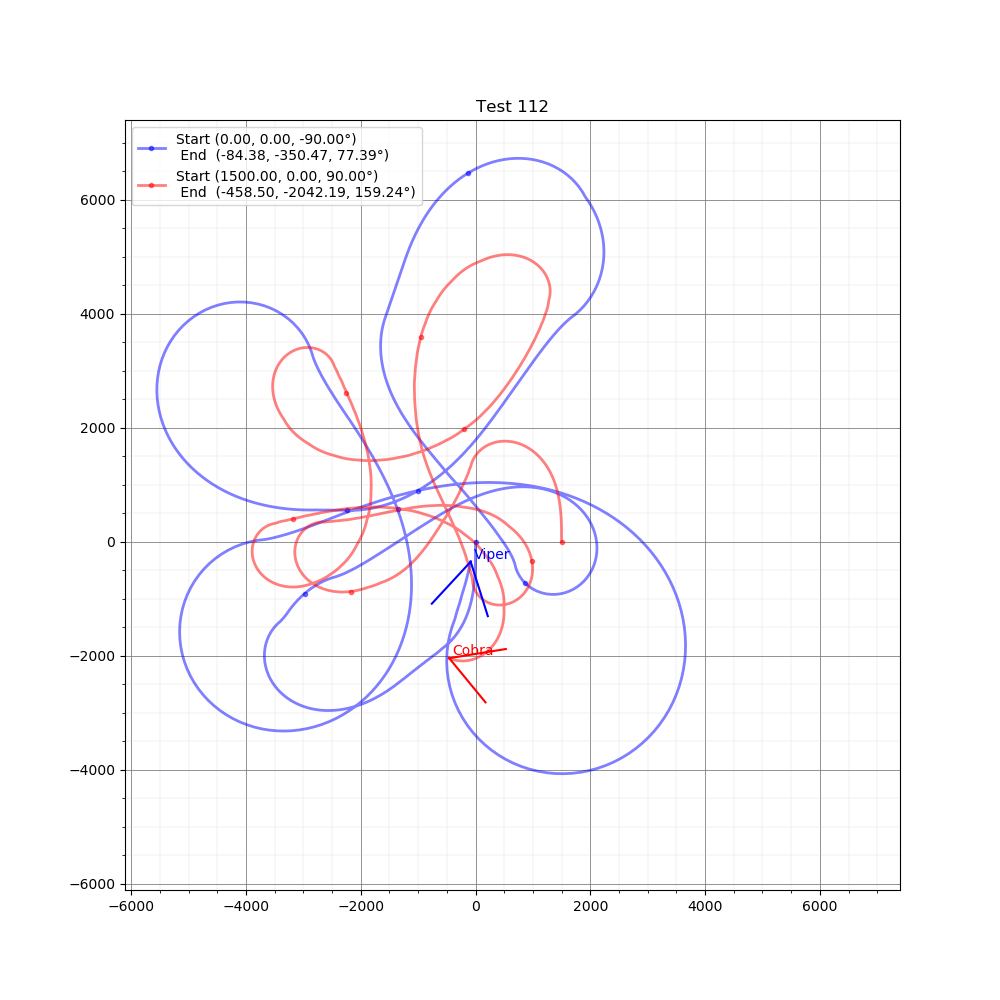 Test 112
Start (0.00, 0.00, -90.00°)
End (-84.38, -350.47, 77.39°)
Start (1500.00, 0.00, 90.00°)
End (-458.50, -2042.19, 159.24°)
6000
4000
2000
0
−2000
−4000
−6000
Viper
Cobra
−6000 −4000 −2000 0 2000 4000 6000